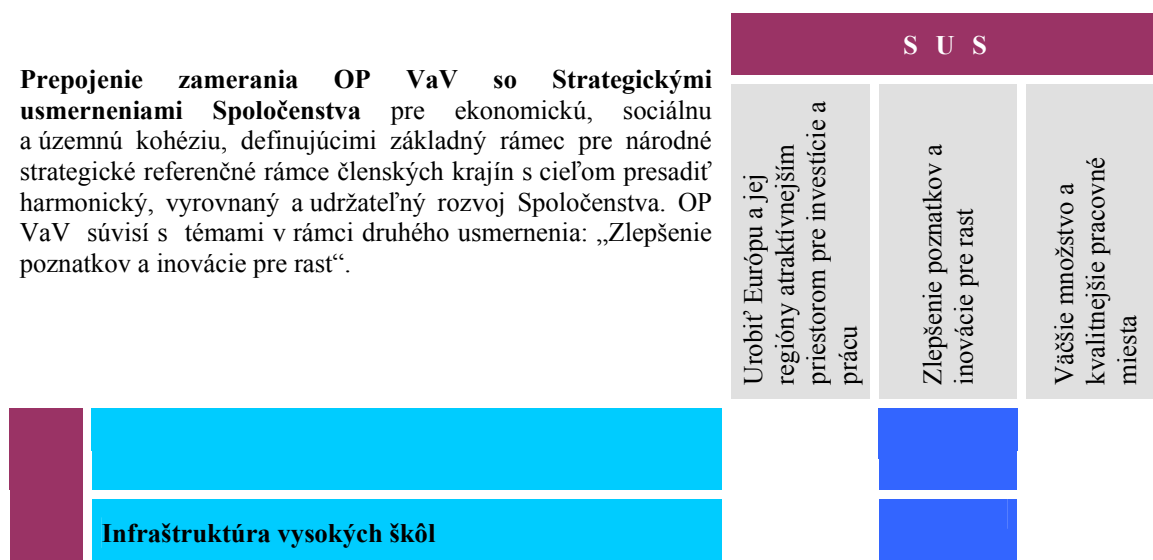 Prepojenie zamerania OP VaV so Strategickými
usmerneniami Spoločenstva pre ekonomickú, sociálnu
a územnú kohéziu, definujúcimi základný rámec pre národné
strategické referenčné rámce členských krajín s cieľom presadiť
harmonický, vyrovnaný a udržateľný rozvoj Spoločenstva. OP
VaV súvisí s témami v rámci druhého usmernenia: „Zlepšenie
poznatkov a inovácie pre rast“.
S U S
Urobiť Európu a jej
regióny atraktívnejším
priestorom pre investície a
prácu
Zlepšenie poznatkov a
inovácie pre rast
Väčšie množstvo a
kvalitnejšie pracovné
miesta
Infraštruktúra vysokých škôl